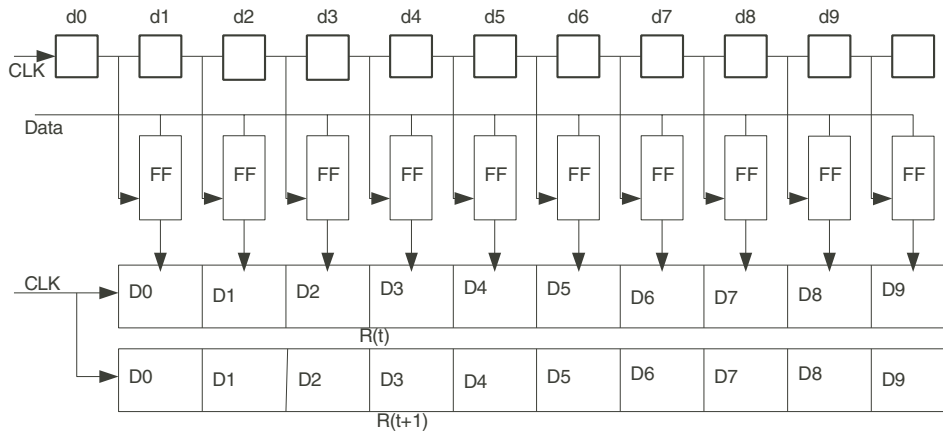 d0 d1 d2 d3 d4 d5 d6 d7 d8 d9
CLK
Data
FF FF FF FF FF FF FF FF FF FF
CLK
D0 D1 D2 D3 D4 D5 D6 D7 D8 D9
R(t)
D0 D1 D2 D3 D4 D5 D6 D7 D8 D9
R(t+1)